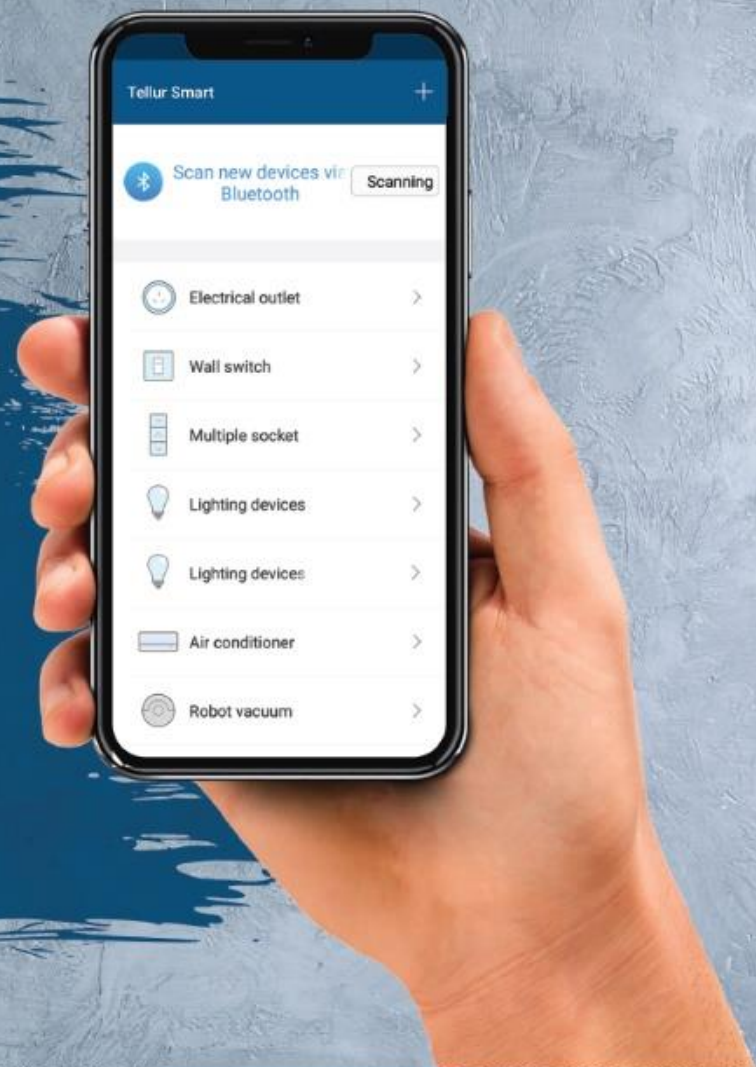 Tellur Smart
Scan new devices via Scanning
Bluetooth
Electrical outlet
Wall switch
Multiple socket
Lighting devices
Lighting devices
Air conditioner
Robot vacuum